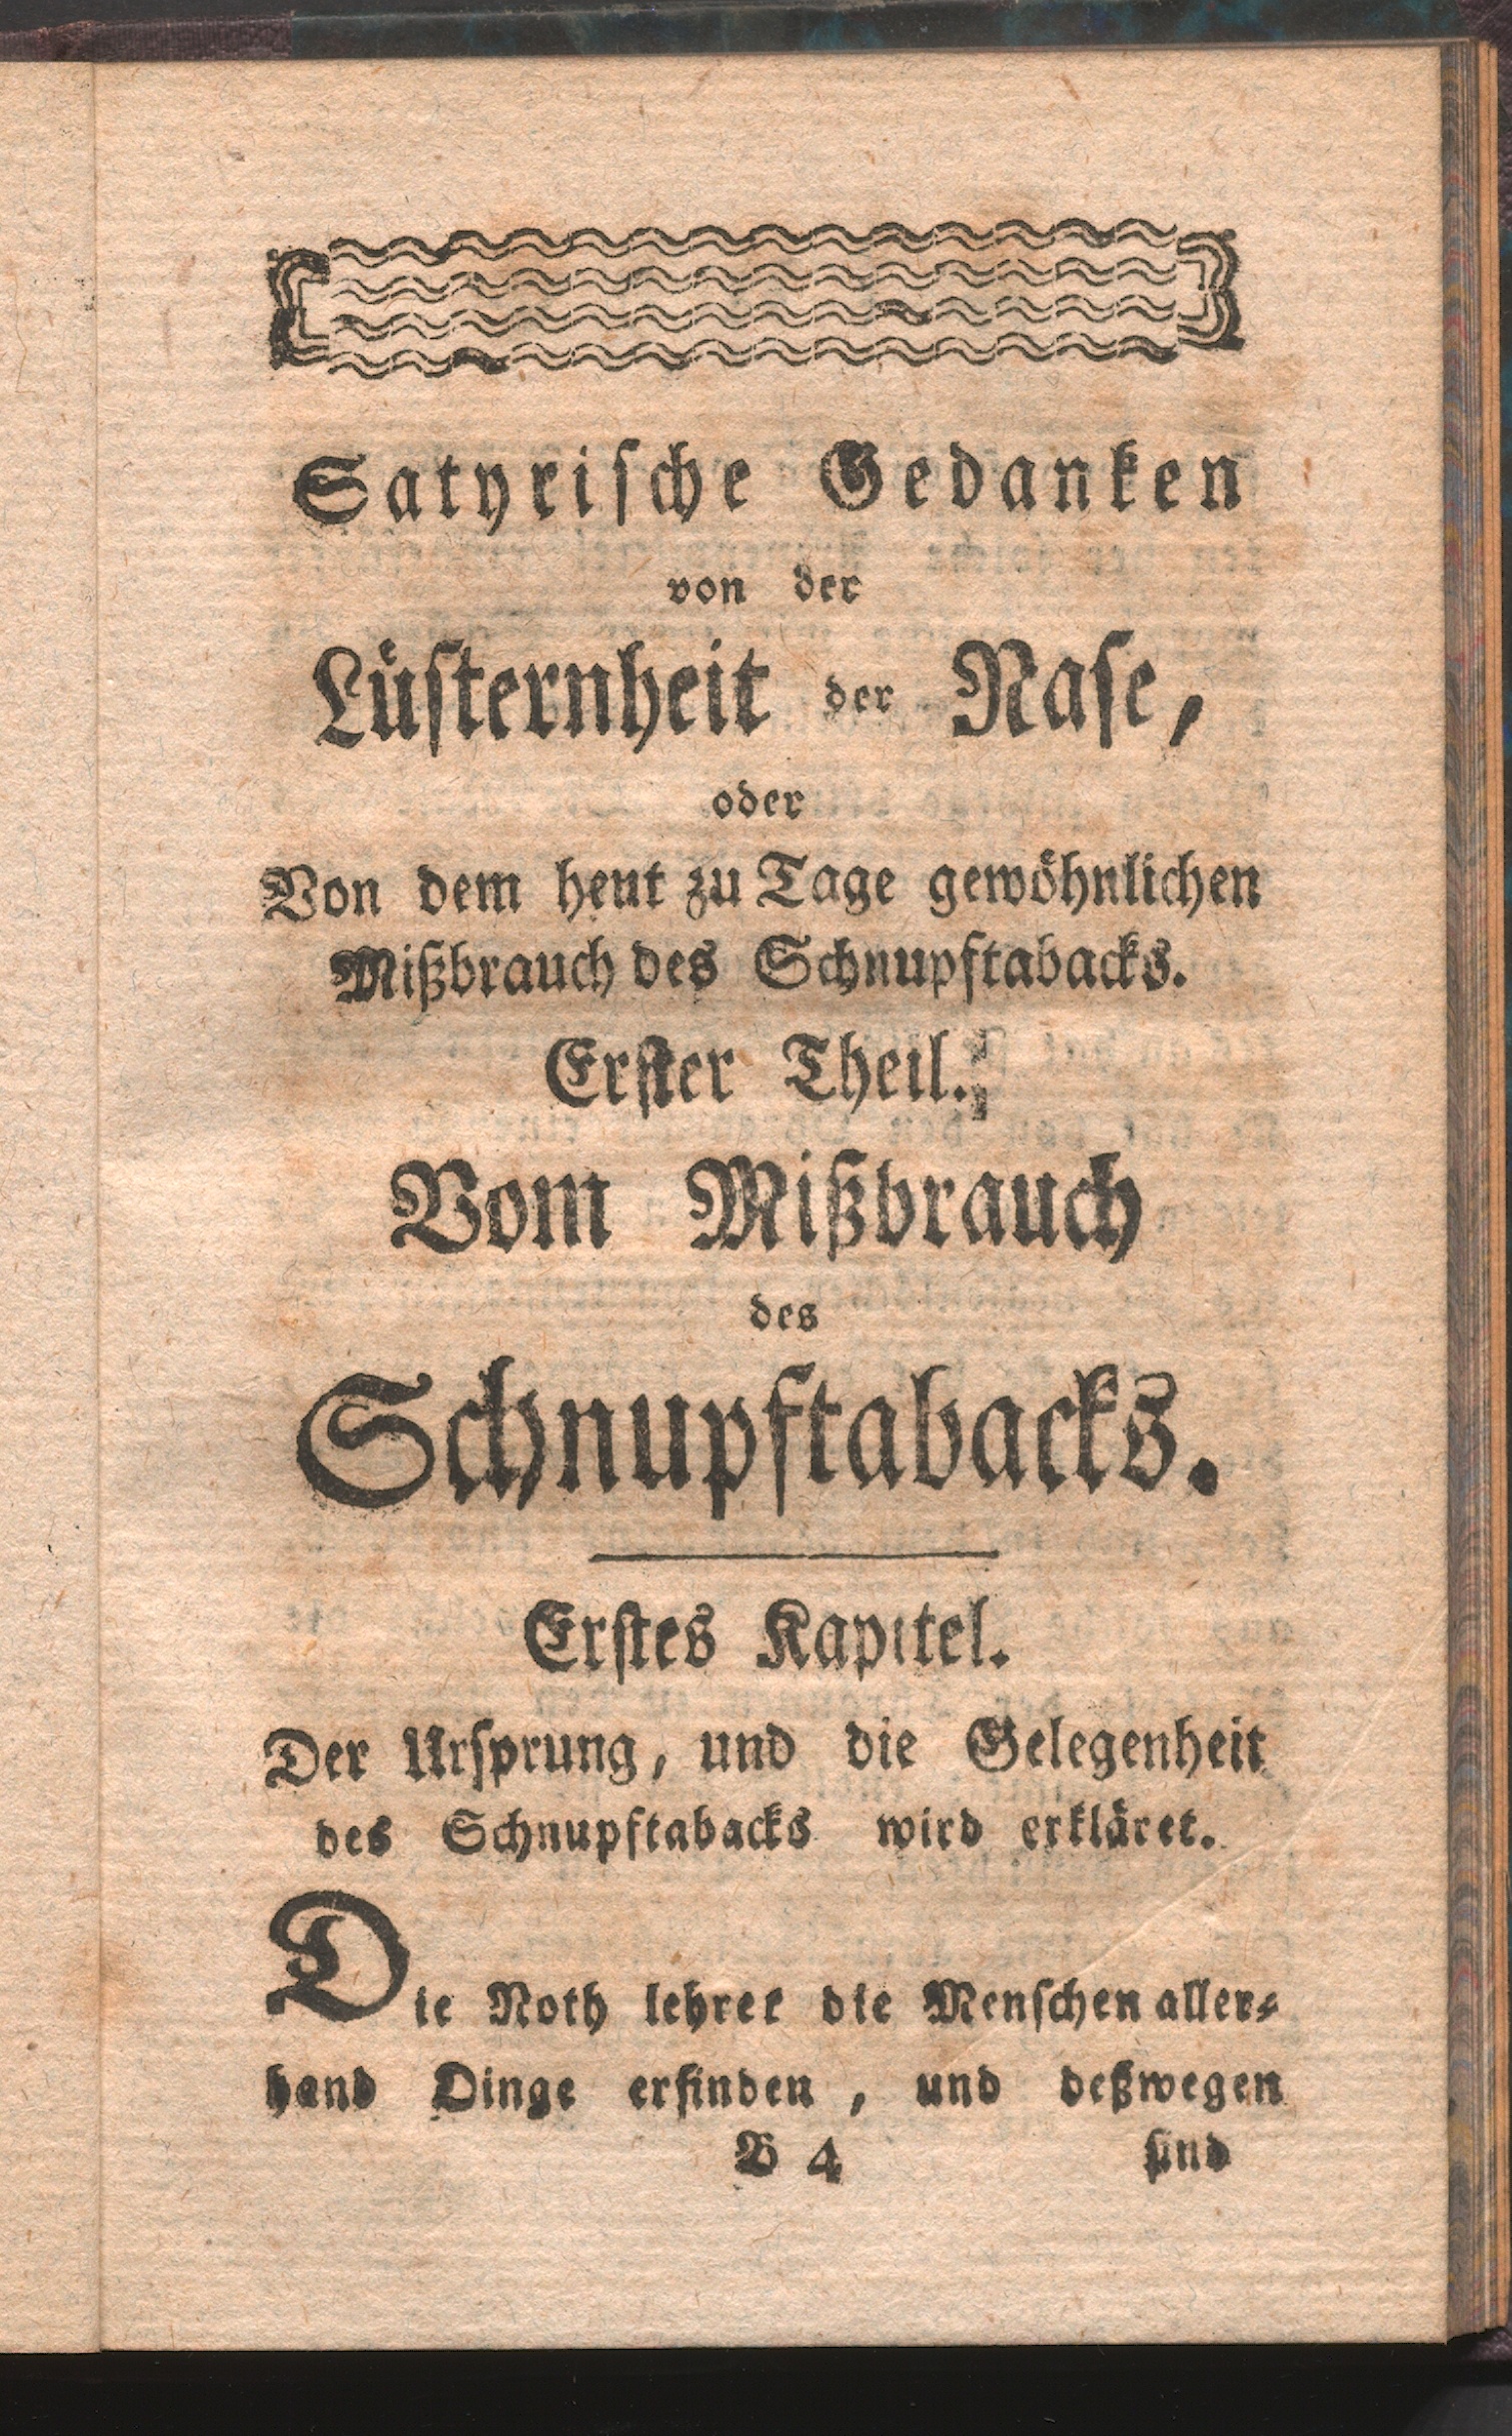 Satyrische Gedanken
von der
Lüsternheit der Nase,
oder
Von dem heut zu Tage gewöhnlichen
Mißbrauch des Schnupftabacks.
Erster Theil.
Vom Mißbrauch
des
Schnupftabacks.
Erstes Kapitel.
Der Ursprung, und die Gelegenheit
des Schnupftabacks wird erkläret.
Die Noth lehret die Menschen aller-
hand Dinge erfinden, und deßwegen
B 4 sind